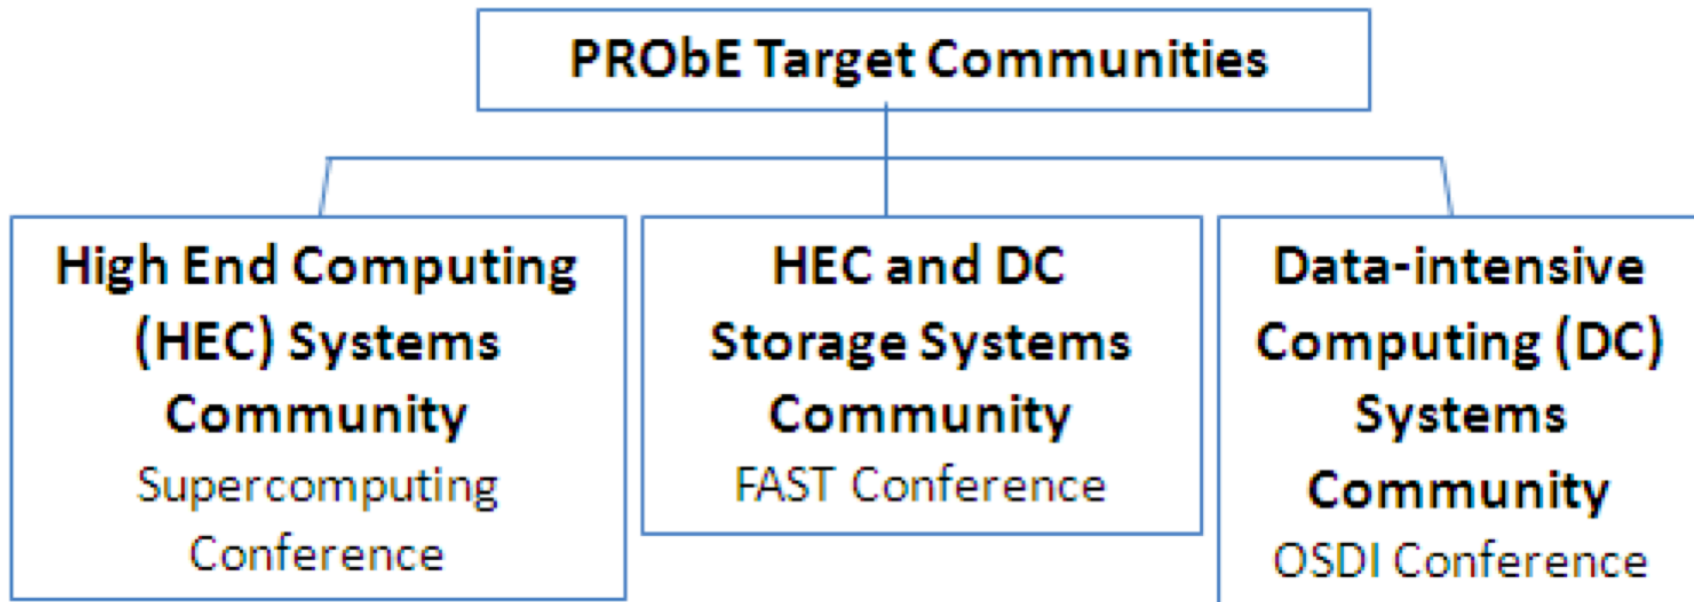 PRObE Target Communities
High End Computing
(HEC) Systems
Community
Supercomputing
Conference
HEC and DC
Storage Systems
Community
FAST Conference
Data-intensive
Computing (DC)
Systems
Community
OSDI Conference